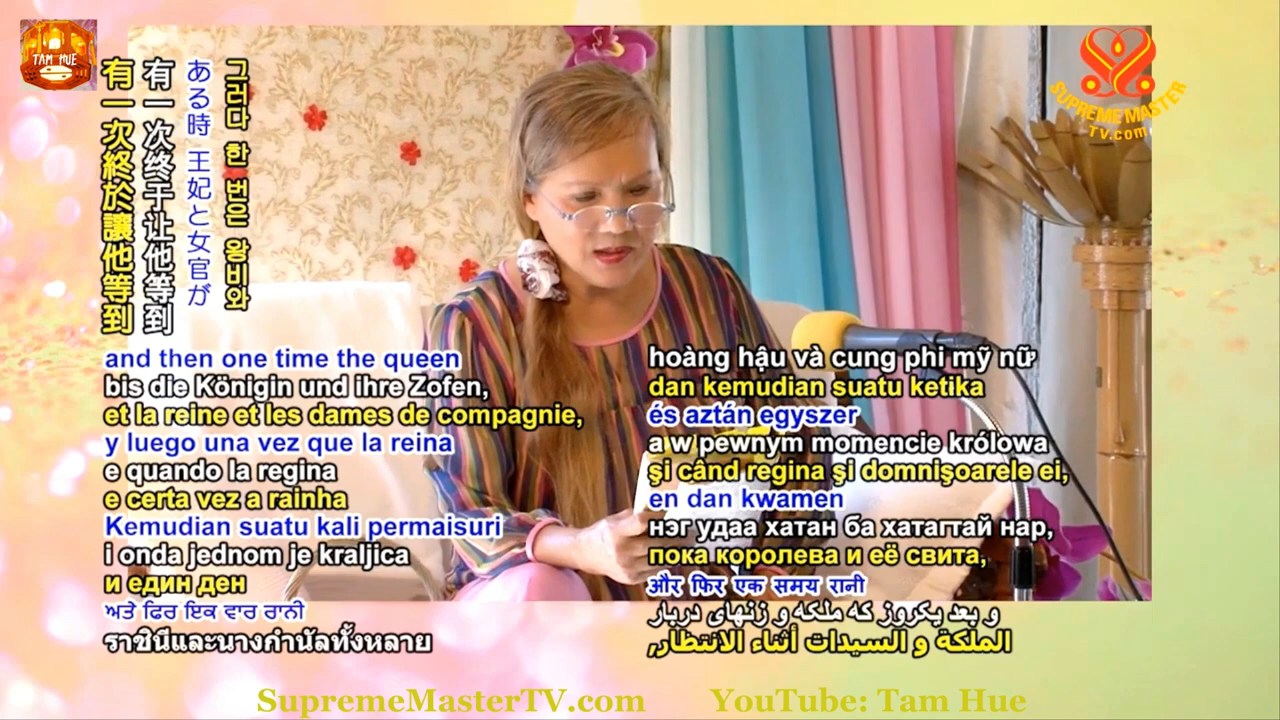 TAM HUE
SUPREME MASTER
TV.com
有一次終於讓他等到
有一次终于让他等到
ある時 王妃と女官が
그러다 한 번은 왕비와
and then one time the queen
bis die Königin und ihre Zofen,
et la reine et les dames de compagnie,
y luego una vez que la reina
e quando la regina
e certa vez a rainha
Kemudian suatu kali permaisuri
i onda jednom je kraljica
и един ден
ਅਤੇ ਫਿਰ ਇਕ ਵਾਰ ਰਾਨੀ
ราชินีและนางกำนัลทั้งหลาย
hoàng hậu và cung phi mỹ nữ
dan kemudian suatu ketika
és aztán egyszer
a w pewnym momencie królowa
şi când regina şi domnişoarele ei,
en dan kwamen
нэг удаа хатан ба хатагтай нар,
пока королева и её свита,
और फिर एक समय रानी
و بعد یکروز که ملکه و زنهای دربار
الملكة و السيدات أثناء الانتظار,
SupremeMasterTV.com
YouTube: Tam Hue